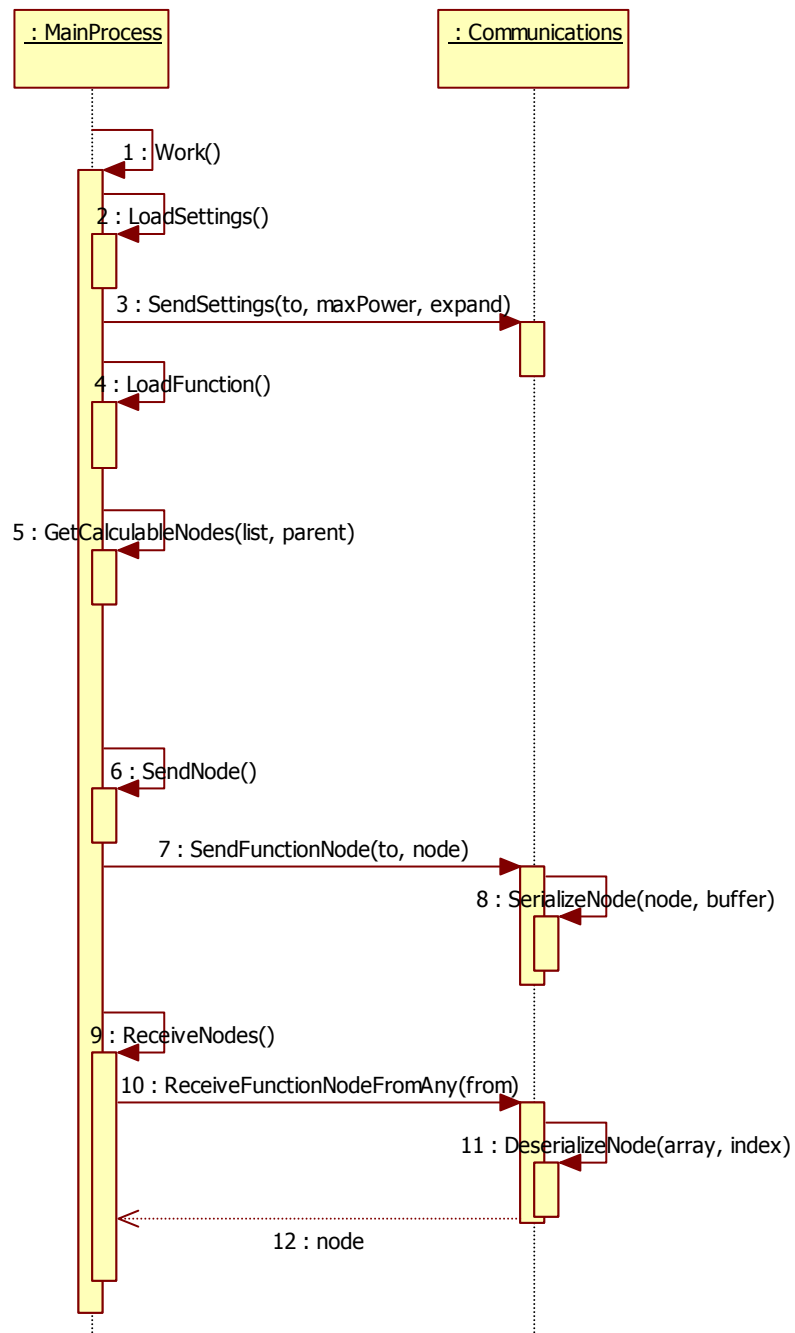 : MainProcess
: Communications
1 : Work()
2 : LoadSettings()
3 : SendSettings(to, maxPower, expand)
4 : LoadFunction()
5 : GetCalculableNodes(list, parent)
6 : SendNode()
7 : SendFunctionNode(to, node)
8 : SerializeNode(node, buffer)
9 : ReceiveNodes()
10 : ReceiveFunctionNodeFromAny(from)
11 : DeserializeNode(array, index)
12 : node